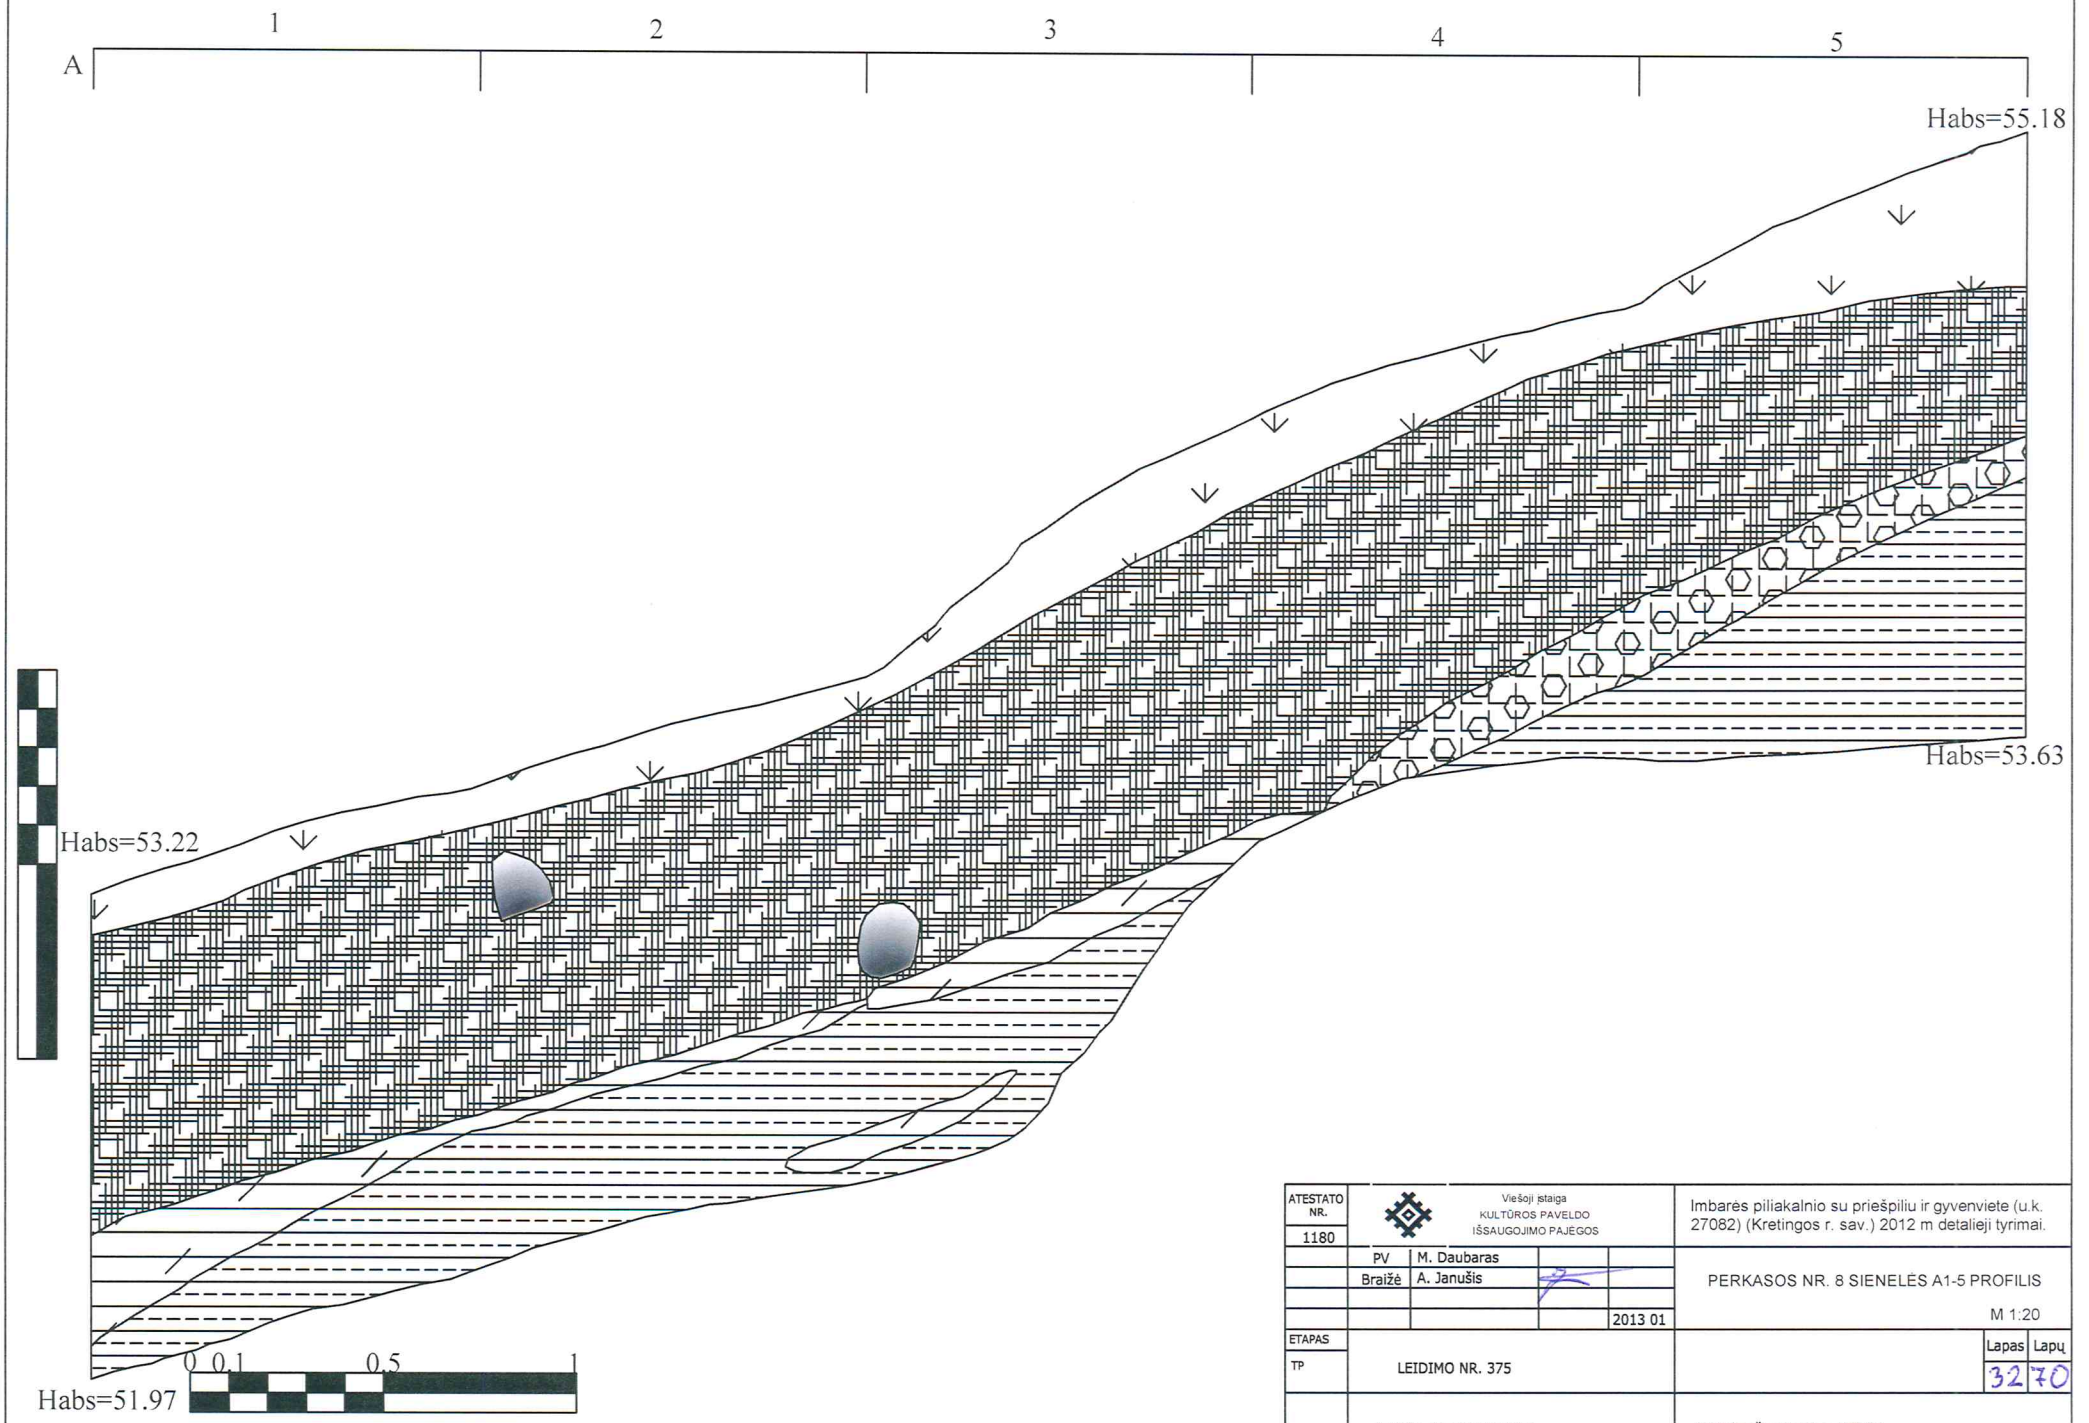 1 2 3 4 5
A
Habs=55.18
Habs=53.63
Habs=53.22
0 0.1 0.5 1
Habs=51.97
ATESTATO
NR.
1180
Viešoji įstaiga
KULTŪROS PAVELDO
IŠSAUGOJIMO PAJĖGOS
Imbarės piliakalnio su priešpiliu ir gyvenviete (u.k.
27082) (Kretingos r. sav.) 2012 m detalieji tyrimai.
PV M. Daubaras
Braižė A. Janušis
2013 01
PERKASOS NR. 8 SIENELĖS A1-5 PROFILIS
M 1:20
ETAPAS
TP
LEIDIMO NR. 375
Lapas Lapų
32 70